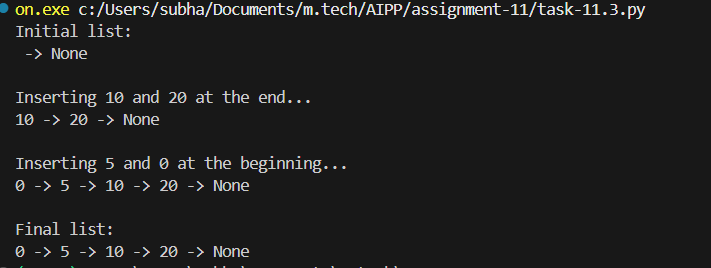 on.exe c:/Users/subha/Documents/m.tech/AIPP/assignment-11/task-11.3.py
Initial list:
 -> None
Inserting 10 and 20 at the end...
10 -> 20 -> None
Inserting 5 and 0 at the beginning...
0 -> 5 -> 10 -> 20 -> None
Final list:
0 -> 5 -> 10 -> 20 -> None